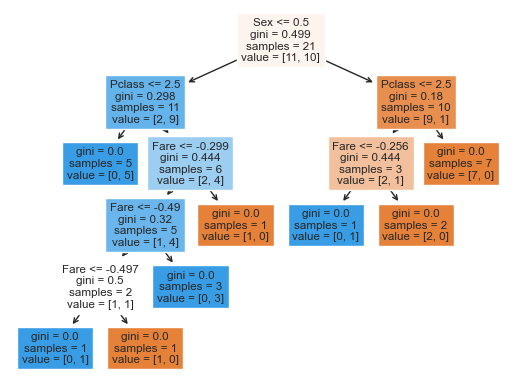 Sex <= 0.5
gini = 0.499
samples = 21
value = [11, 10]
Pclass <= 2.5
gini = 0.298
samples = 11
value = [2, 9]
Pclass <= 2.5
gini = 0.18
samples = 10
value = [9, 1]
gini = 0.0
samples = 5
value = [0, 5]
Fare <= -0.299
gini = 0.444
samples = 6
value = [2, 4]
Fare <= -0.256
gini = 0.444
samples = 3
value = [2, 1]
gini = 0.0
samples = 7
value = [7, 0]
Fare <= -0.49
gini = 0.32
samples = 5
value = [1, 4]
gini = 0.0
samples = 1
value = [1, 0]
gini = 0.0
samples = 1
value = [0, 1]
gini = 0.0
samples = 2
value = [2, 0]
Fare <= -0.497
gini = 0.5
samples = 2
value = [1, 1]
gini = 0.0
samples = 3
value = [0, 3]
gini = 0.0
samples = 1
value = [0, 1]
gini = 0.0
samples = 1
value = [1, 0]